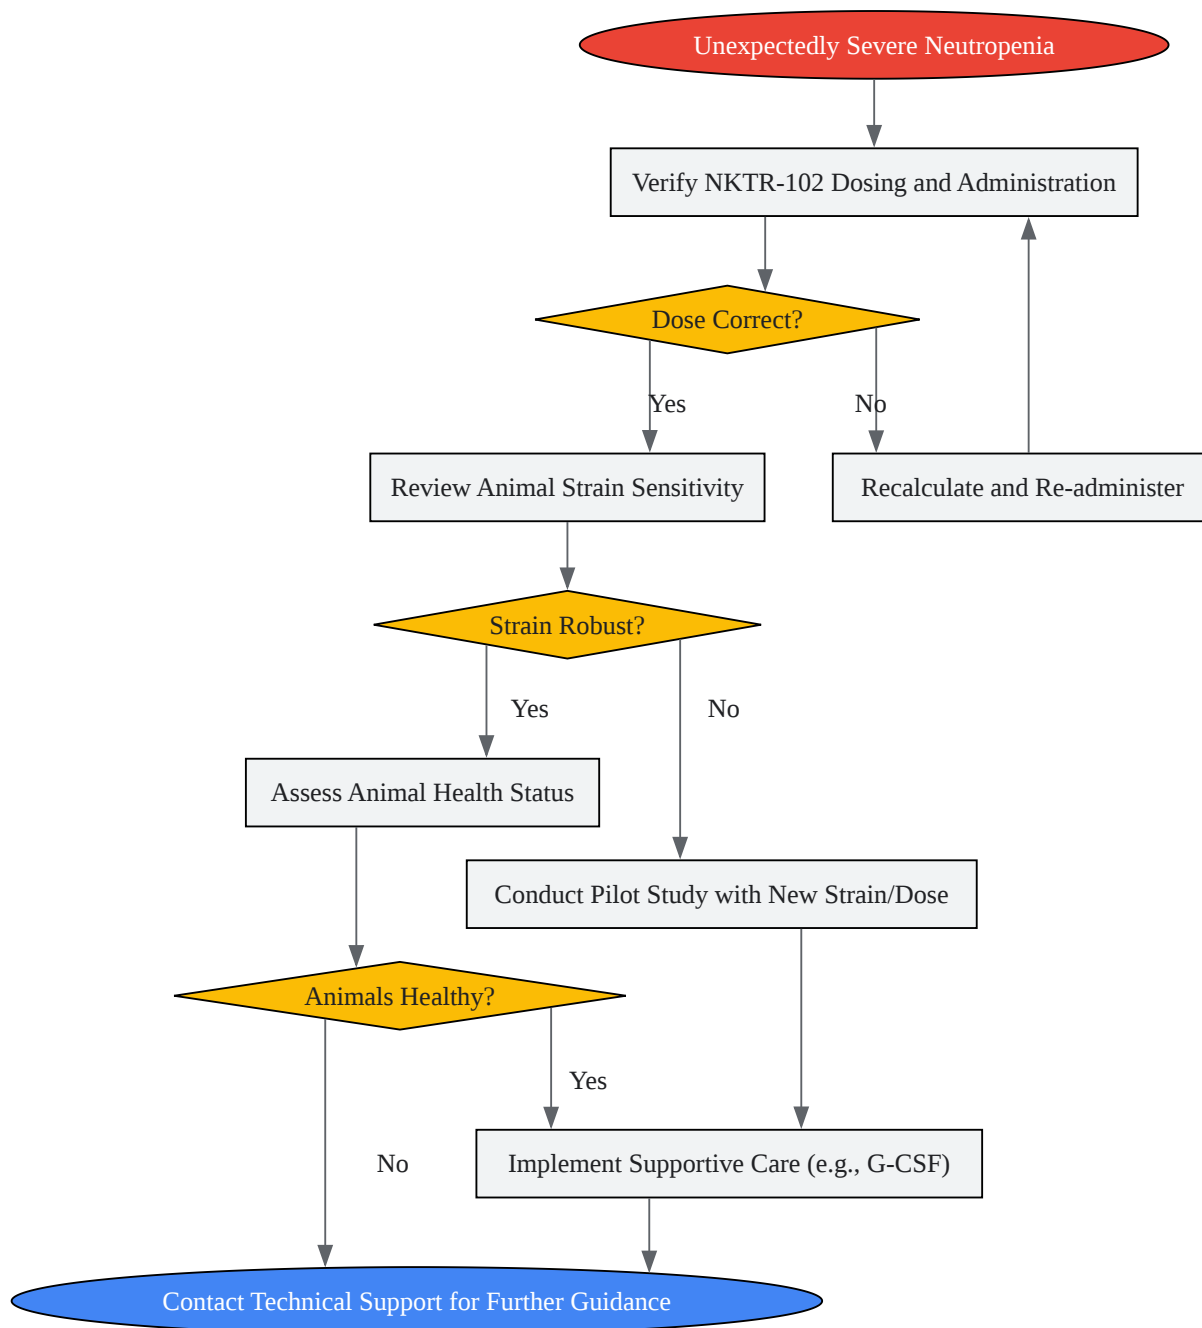 Unexpectedly Severe Neutropenia
Verify NKTR-102 Dosing and Administration
Dose Correct?
Yes
No
Review Animal Strain Sensitivity
Recalculate and Re-administer
Strain Robust?
Yes
No
Assess Animal Health Status
Conduct Pilot Study with New Strain/Dose
Animals Healthy?
Yes
No
Implement Supportive Care (e.g., G-CSF)
Contact Technical Support for Further Guidance